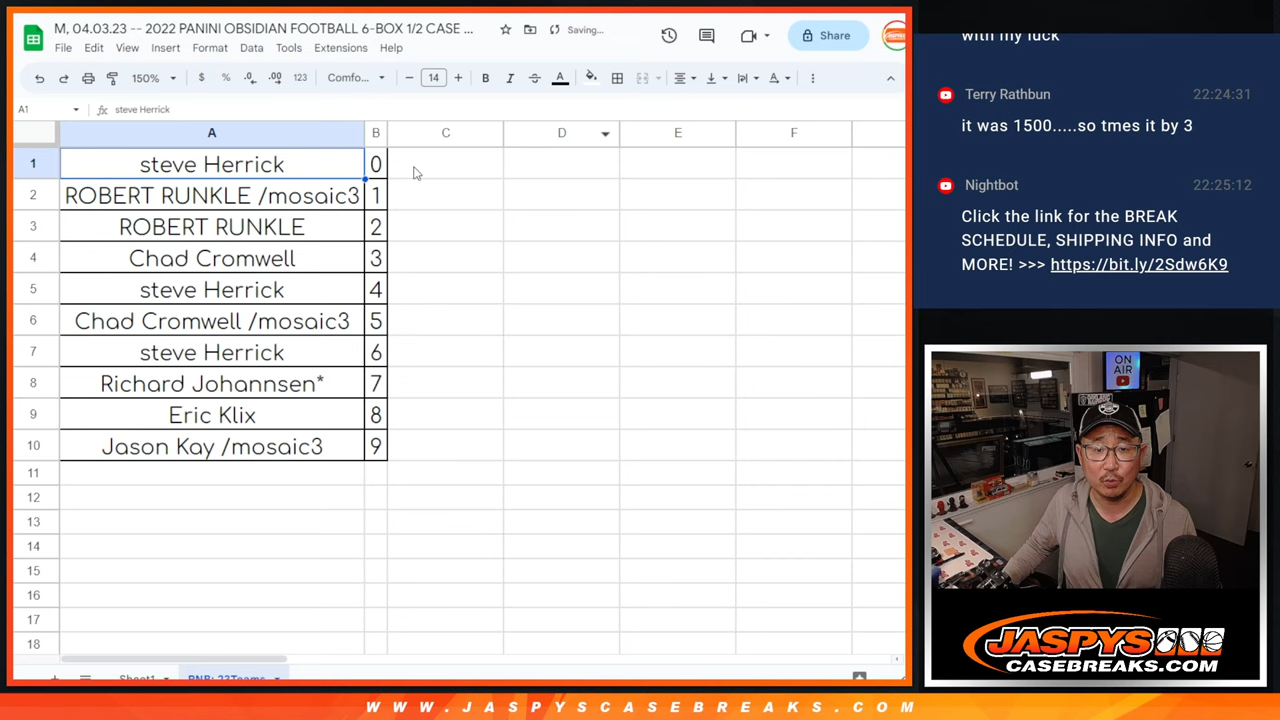 M, 04.03.23 -- 2022 PANINI OBSIDIAN FOOTBALL 6-BOX 1/2 CASE ...
Saving...
Share
File Edit View Insert Format Data Tools Extensions Help
150% $ % .0 .00 123 Comfo... − 14 + B I A
A1 fx steve Herrick
A B C D E F
1 steve Herrick 0
2 ROBERT RUNKLE /mosaic3 1
3 ROBERT RUNKLE 2
4 Chad Cromwell 3
5 steve Herrick 4
6 Chad Cromwell /mosaic3 5
7 steve Herrick 6
8 Richard Johannsen* 7
9 Eric Klix 8
10 Jason Kay /mosaic3 9
11
12
13
14
15
16
17
18
Sheet1
with my luck
Terry Rathbun 22:24:31
it was 1500.....so tmes it by 3
Nightbot 22:25:12
Click the link for the BREAK
SCHEDULE, SHIPPING INFO and
MORE! >>> https://bit.ly/2Sdw6K9
ON
AIR
JASPYS
CASEBREAKS.COM
WWW.JASPYSCASEBREAKS.COM